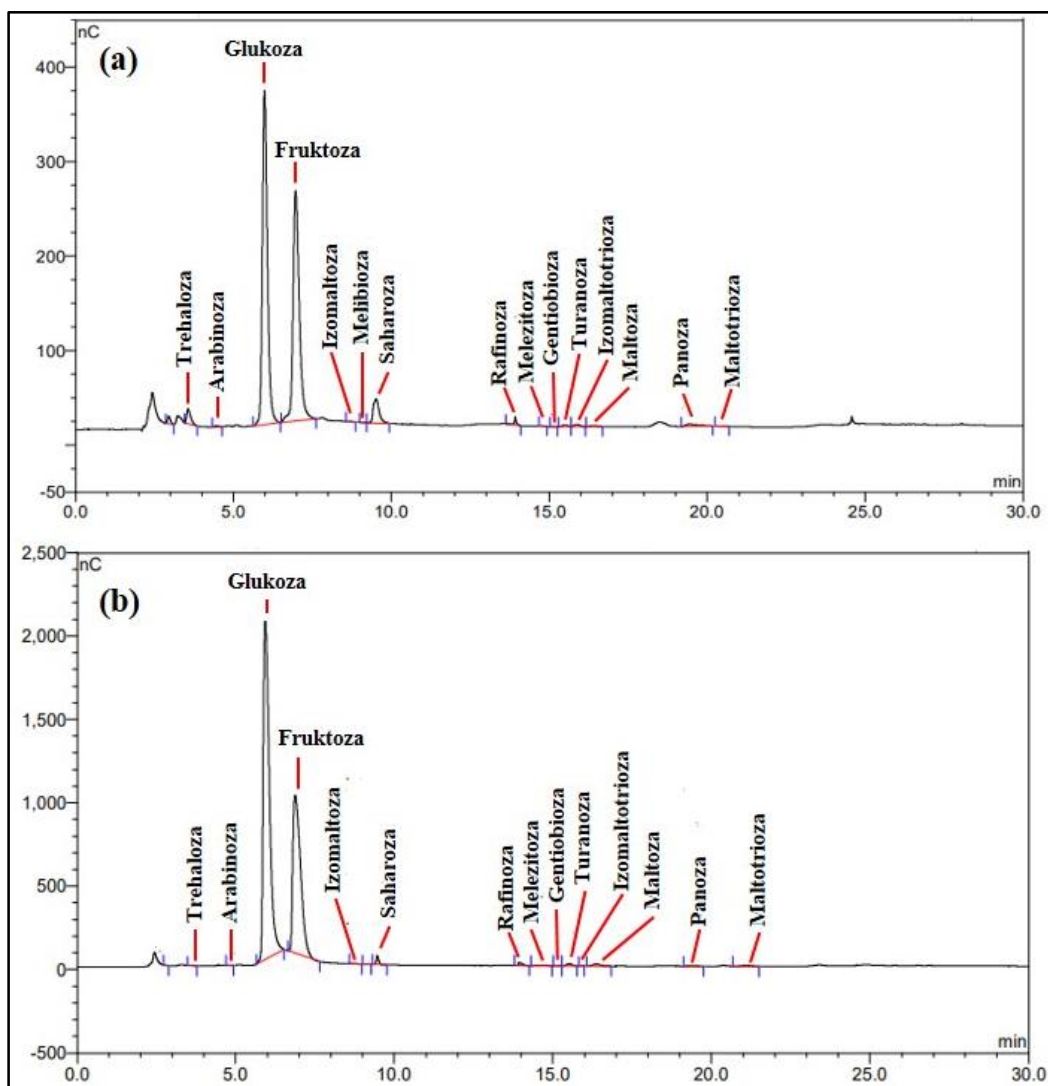 nC
(a)
Glukoza
400
Fruktoza
300
200
Trehaloza
Arabinoza
Izomaltoza
Melibioza
Saharoza
Rafinoza
Melezitoza
Gentiobioza
Turanoza
Izomaltotrioza
Maltoza
Panoza
Maltotrioza
100
-50
min
0.0 5.0 10.0 15.0 20.0 25.0 30.0
2,500
nC
(b)
Glukoza
2,000
Fruktoza
1,500
1,000
Trehaloza
Arabinoza
Izomaltoza
Saharoza
Rafinoza
Melezitoza
Gentiobioza
Turanoza
Izomaltotrioza
Maltoza
Panoza
Maltotrioza
500
0
-500
min
0.0 5.0 10.0 15.0 20.0 25.0 30.0